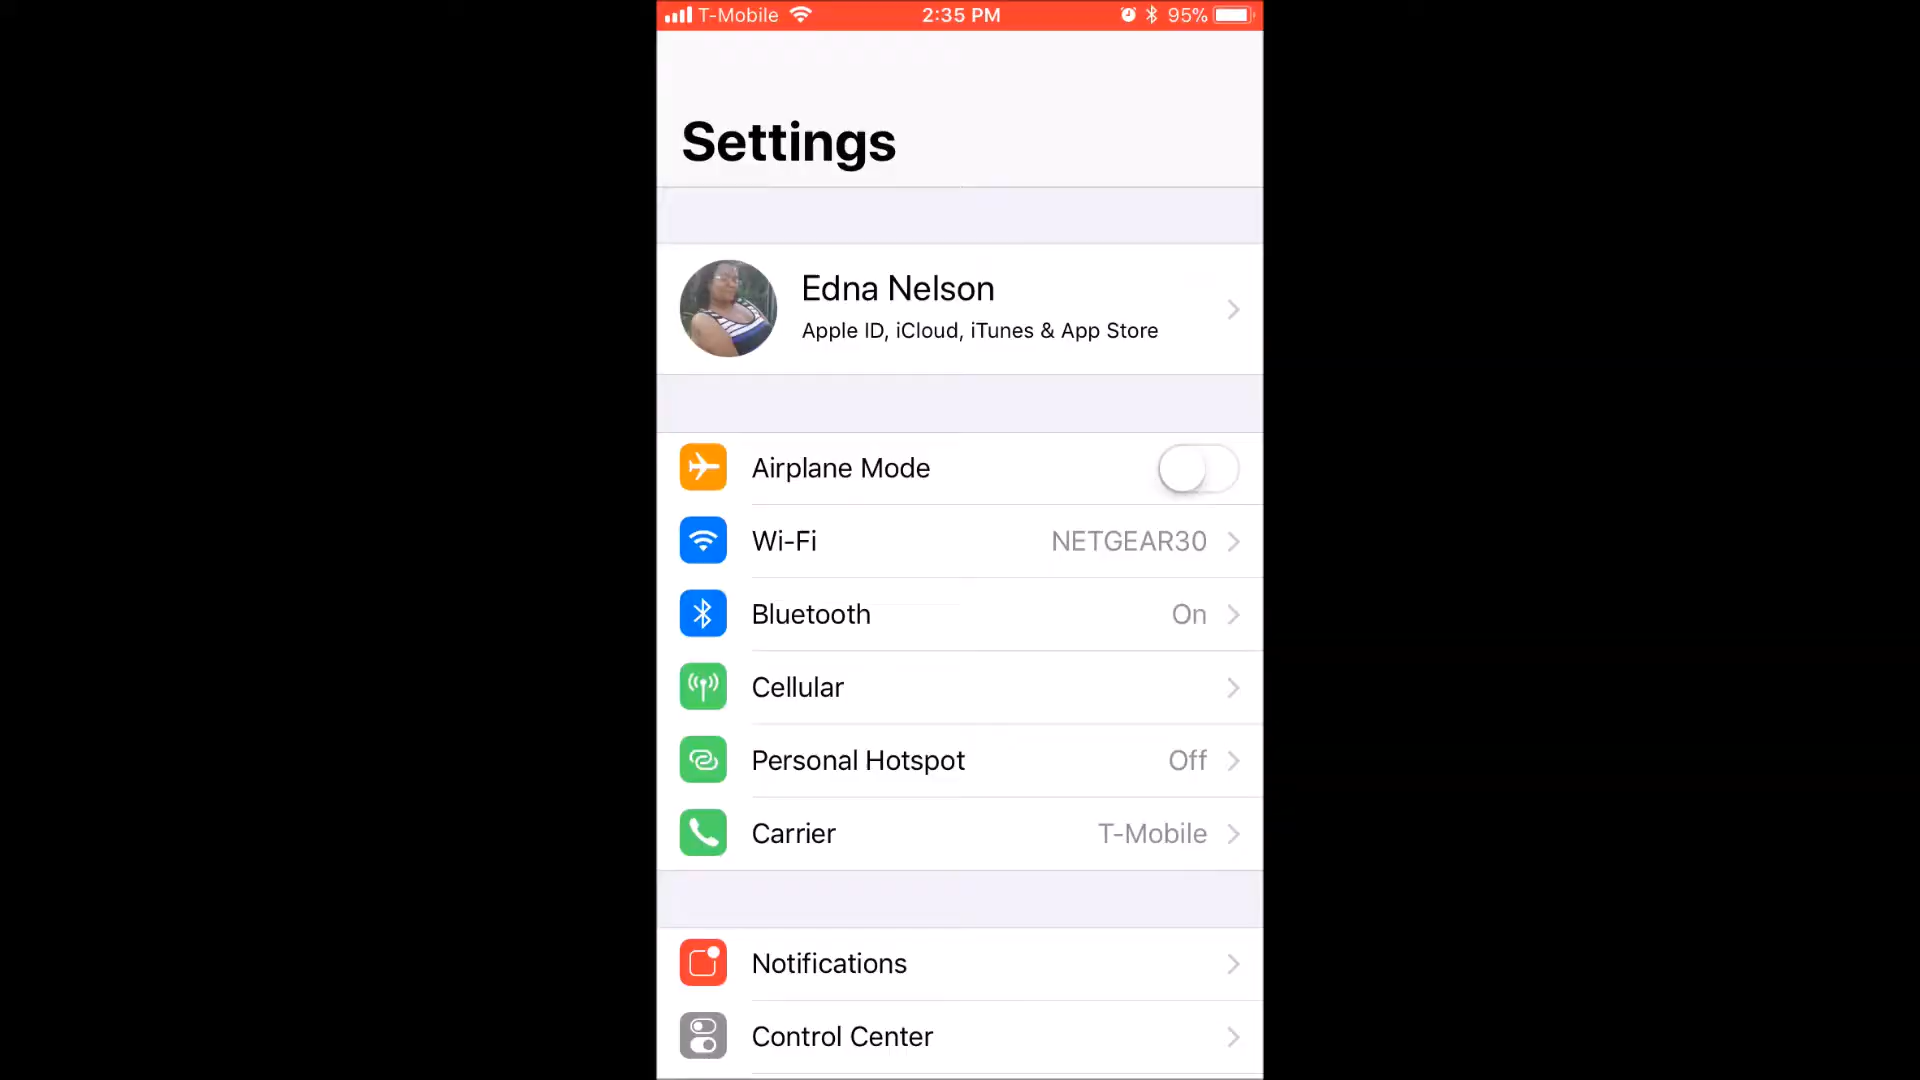 T-Mobile 2:35 PM 95%
Settings
Edna Nelson
Apple ID, iCloud, iTunes & App Store
Airplane Mode
Wi-Fi NETGEAR30
Bluetooth On
Cellular
Personal Hotspot Off
Carrier T-Mobile
Notifications
Control Center